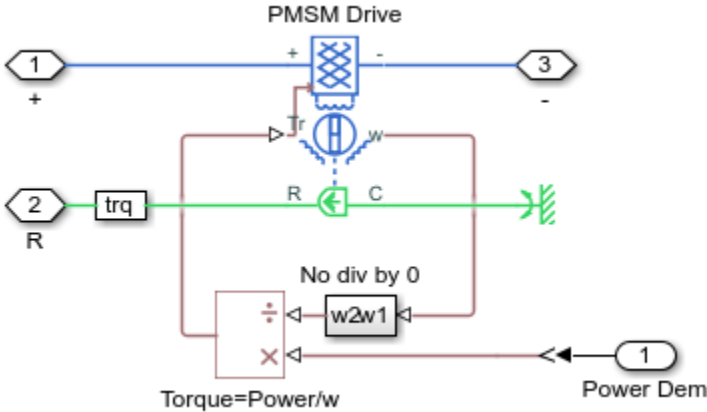 PMSM Drive
1
+
-
3
+
-
Tr
w
2
trq
R
C
R
No div by 0
÷
w2w1
×
1
Torque=Power/w
Power Dem